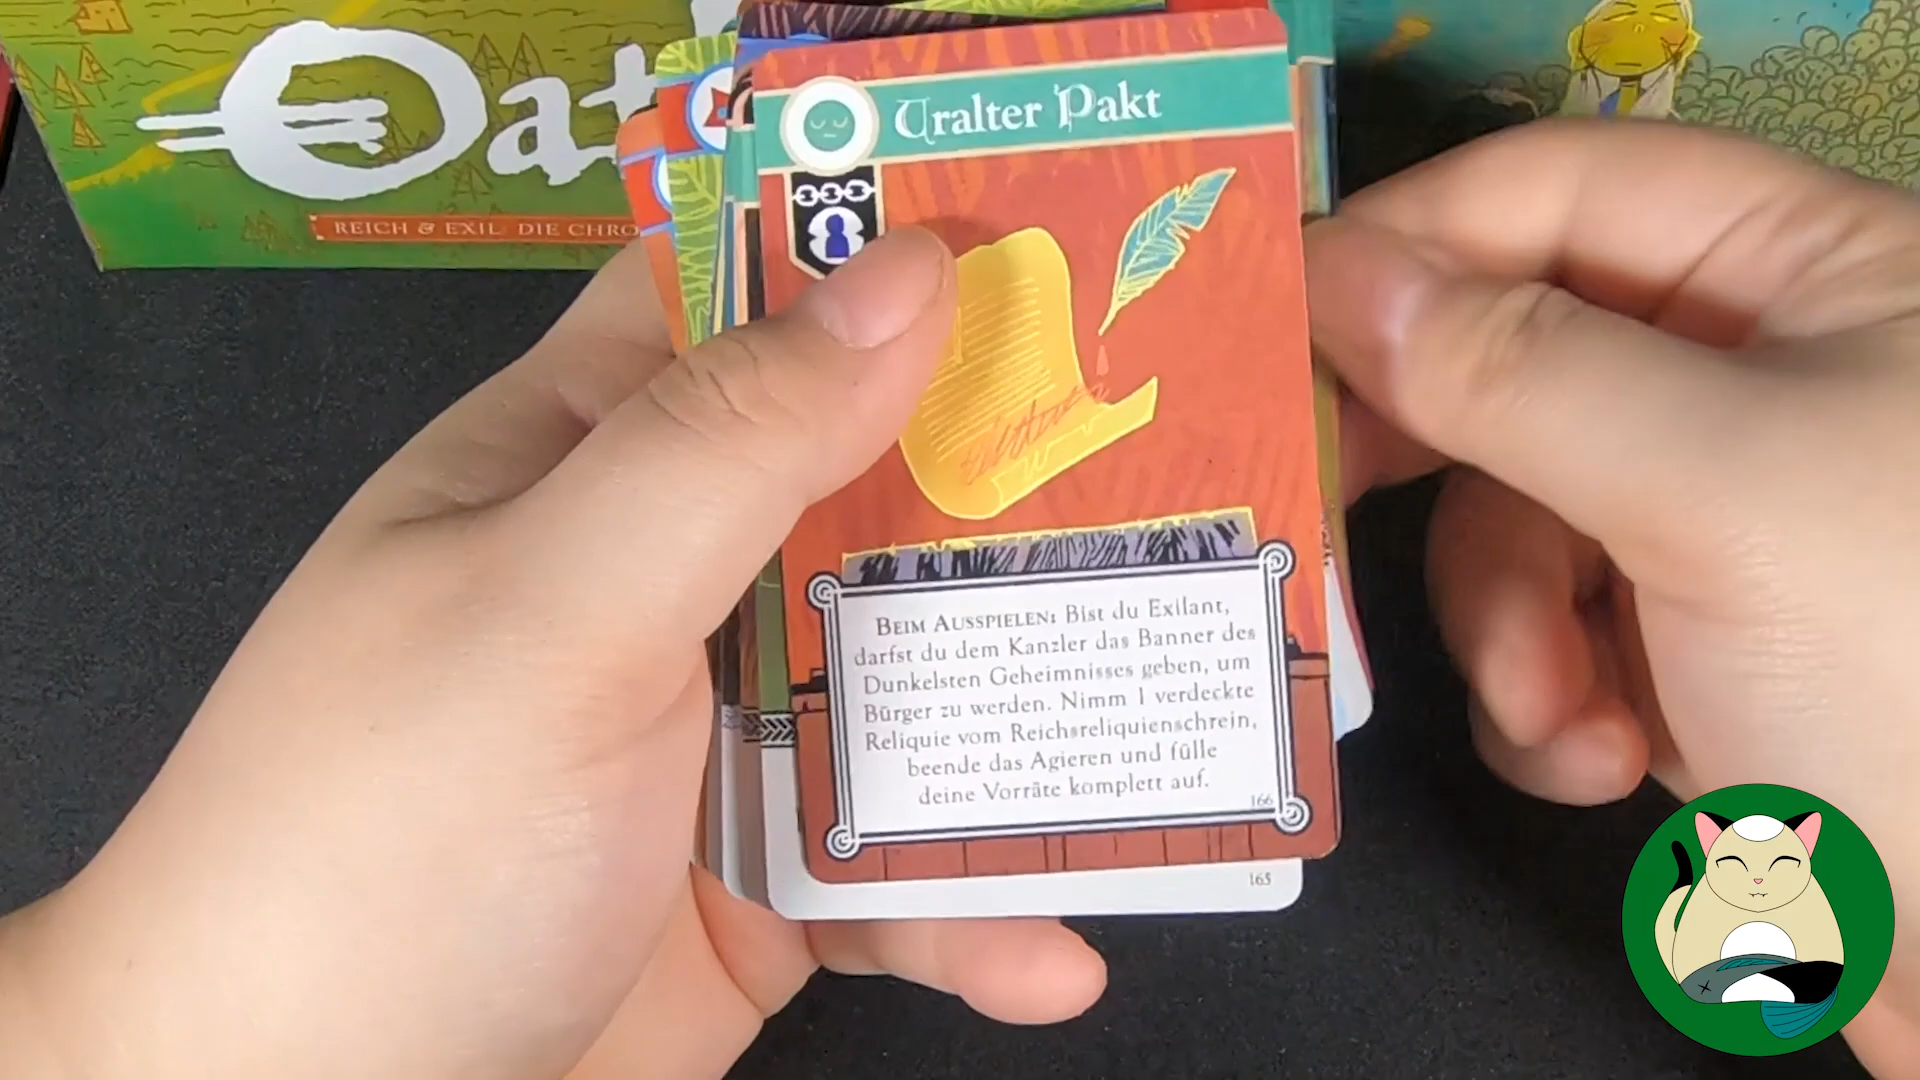 Oat
REICH & EXIL: DIE CHRO
Uralter Pakt
BEIM AUSSPIELEN: Bist du Exilant,
darfst du dem Kanzler das Banner des
Dunkelsten Geheimnisses geben, um
Bürger zu werden. Nimm 1 verdeckte
Reliquie vom Reichsreliquienschrein,
beende das Agieren und fülle
deine Vorräte komplett auf.
166
165